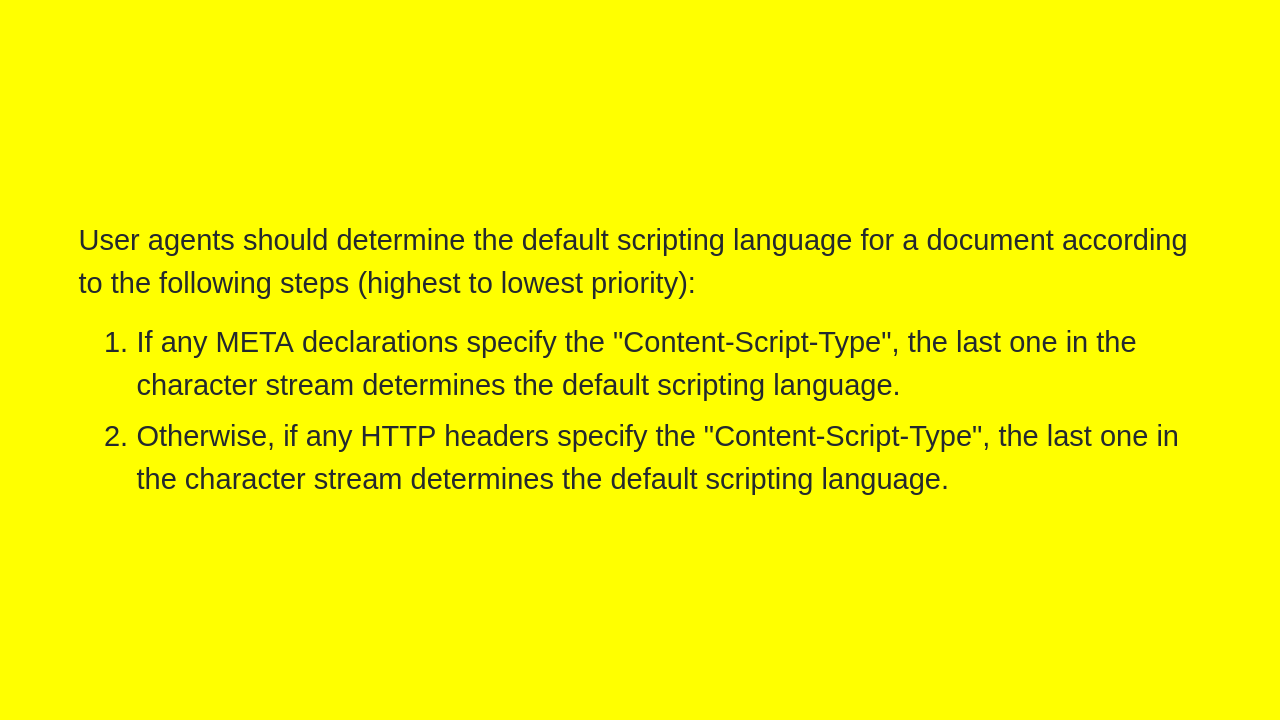 User agents should determine the default scripting language for a document according
to the following steps (highest to lowest priority):
1. If any META declarations specify the "Content-Script-Type", the last one in the
character stream determines the default scripting language.
2. Otherwise, if any HTTP headers specify the "Content-Script-Type", the last one in
the character stream determines the default scripting language.